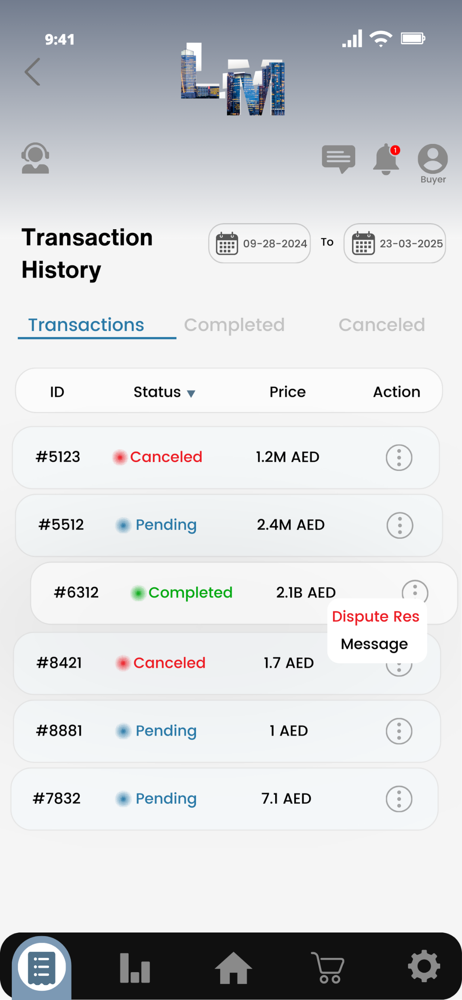 9:41
LM
1
Buyer
Transaction
History
09-28-2024 To 23-03-2025
Transactions Completed Canceled
ID Status Price Action
#5123 Canceled 1.2M AED
#5512 Pending 2.4M AED
#6312 Completed 2.1B AED
Dispute Res
Message
#8421 Canceled 1.7 AED
#8881 Pending 1 AED
#7832 Pending 7.1 AED